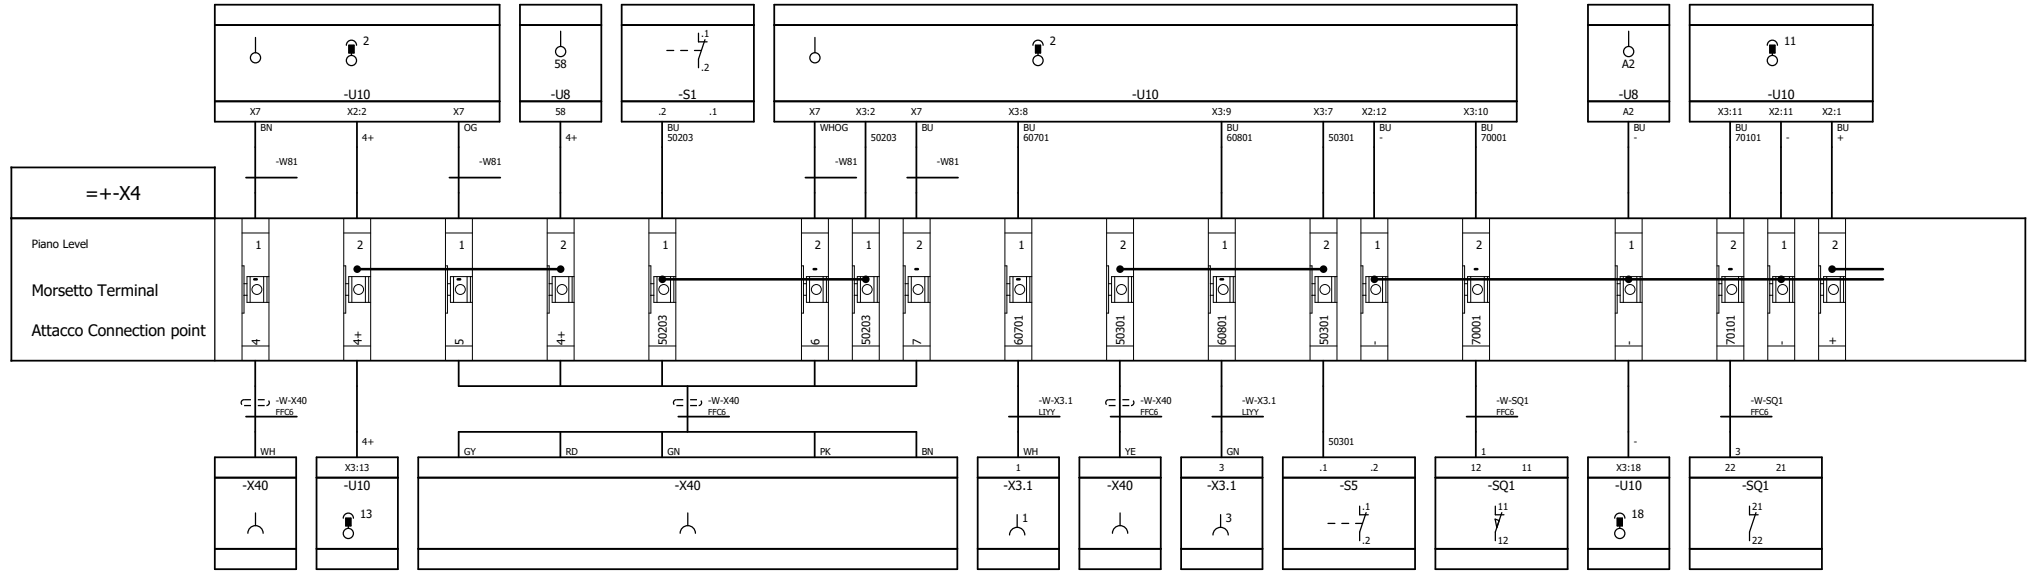 2 58 .1 .2 2 A2 11
-U10 -U8 -S1 -U10 -U8 -U10
X7 X2:2 X7 58 .2 .1 X7 X3:2 X7 X3:8 X3:9 X3:7 X2:12 X3:10 A2 X3:11 X2:11 X2:1
BN OG BU WHOG BU BU BU BU BU BU BU BU
4+ 4+ 50203 50203 60701 60801 50301 - 70001 - 70101 - +
-W81 -W81 -W81 -W81
=+-X4
Piano Level 1 2 1 2 1 2 1 2 1 2 1 2 1 2 1 2 1 2
Morsetto Terminal
Attacco Connection point
4 4+ 5 4+ 50203 6 50203 7 60701 50301 60801 50301 - 70001 - 70101 - +
-W-X40 -W-X40 -W-X3.1 -W-X40 -W-X3.1 -W-SQ1 -W-SQ1
FFC6 FFC6 LIYY FFC6 LIYY FFC6 FFC6
4+ 50301 -
WH GY RD GN PK BN WH YE GN 1 3
X3:13 1 3 .1 .2 12 11 X3:18 22 21
-X40 -U10 -X40 -X3.1 -X40 -X3.1 -S5 -SQ1 -U10 -SQ1
13 1 3 .1 .2 11 12 18 21 22